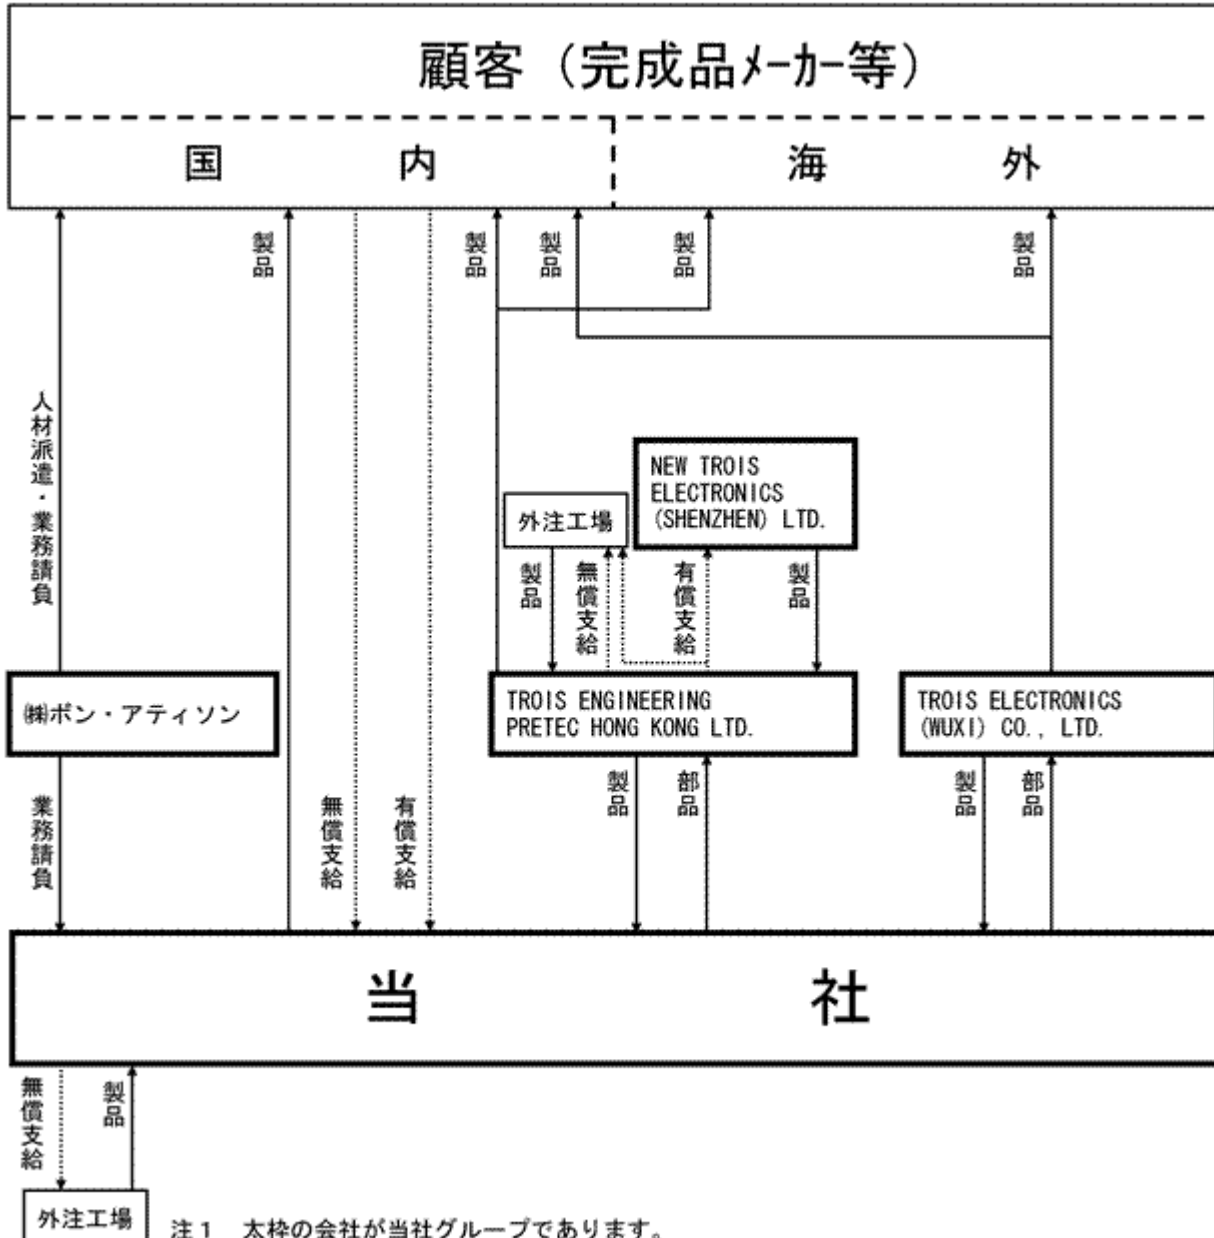 顧客（完成品ﾒｰｶｰ等）
国内
海外
製品
製品
製品
製品
製品
人材派遣・業務請負
NEW TROIS
ELECTRONICS
(SHENZHEN) LTD.
外注工場
製品
無償支給
有償支給
製品
㈱ボン・アティソン
TROIS ENGINEERING
PRETEC HONG KONG LTD.
TROIS ELECTRONICS
(WUXI) CO., LTD.
業務請負
無償支給
有償支給
製品
部品
製品
部品
当社
無償支給
製品
外注工場
注１　太枠の会社が当社グループであります。